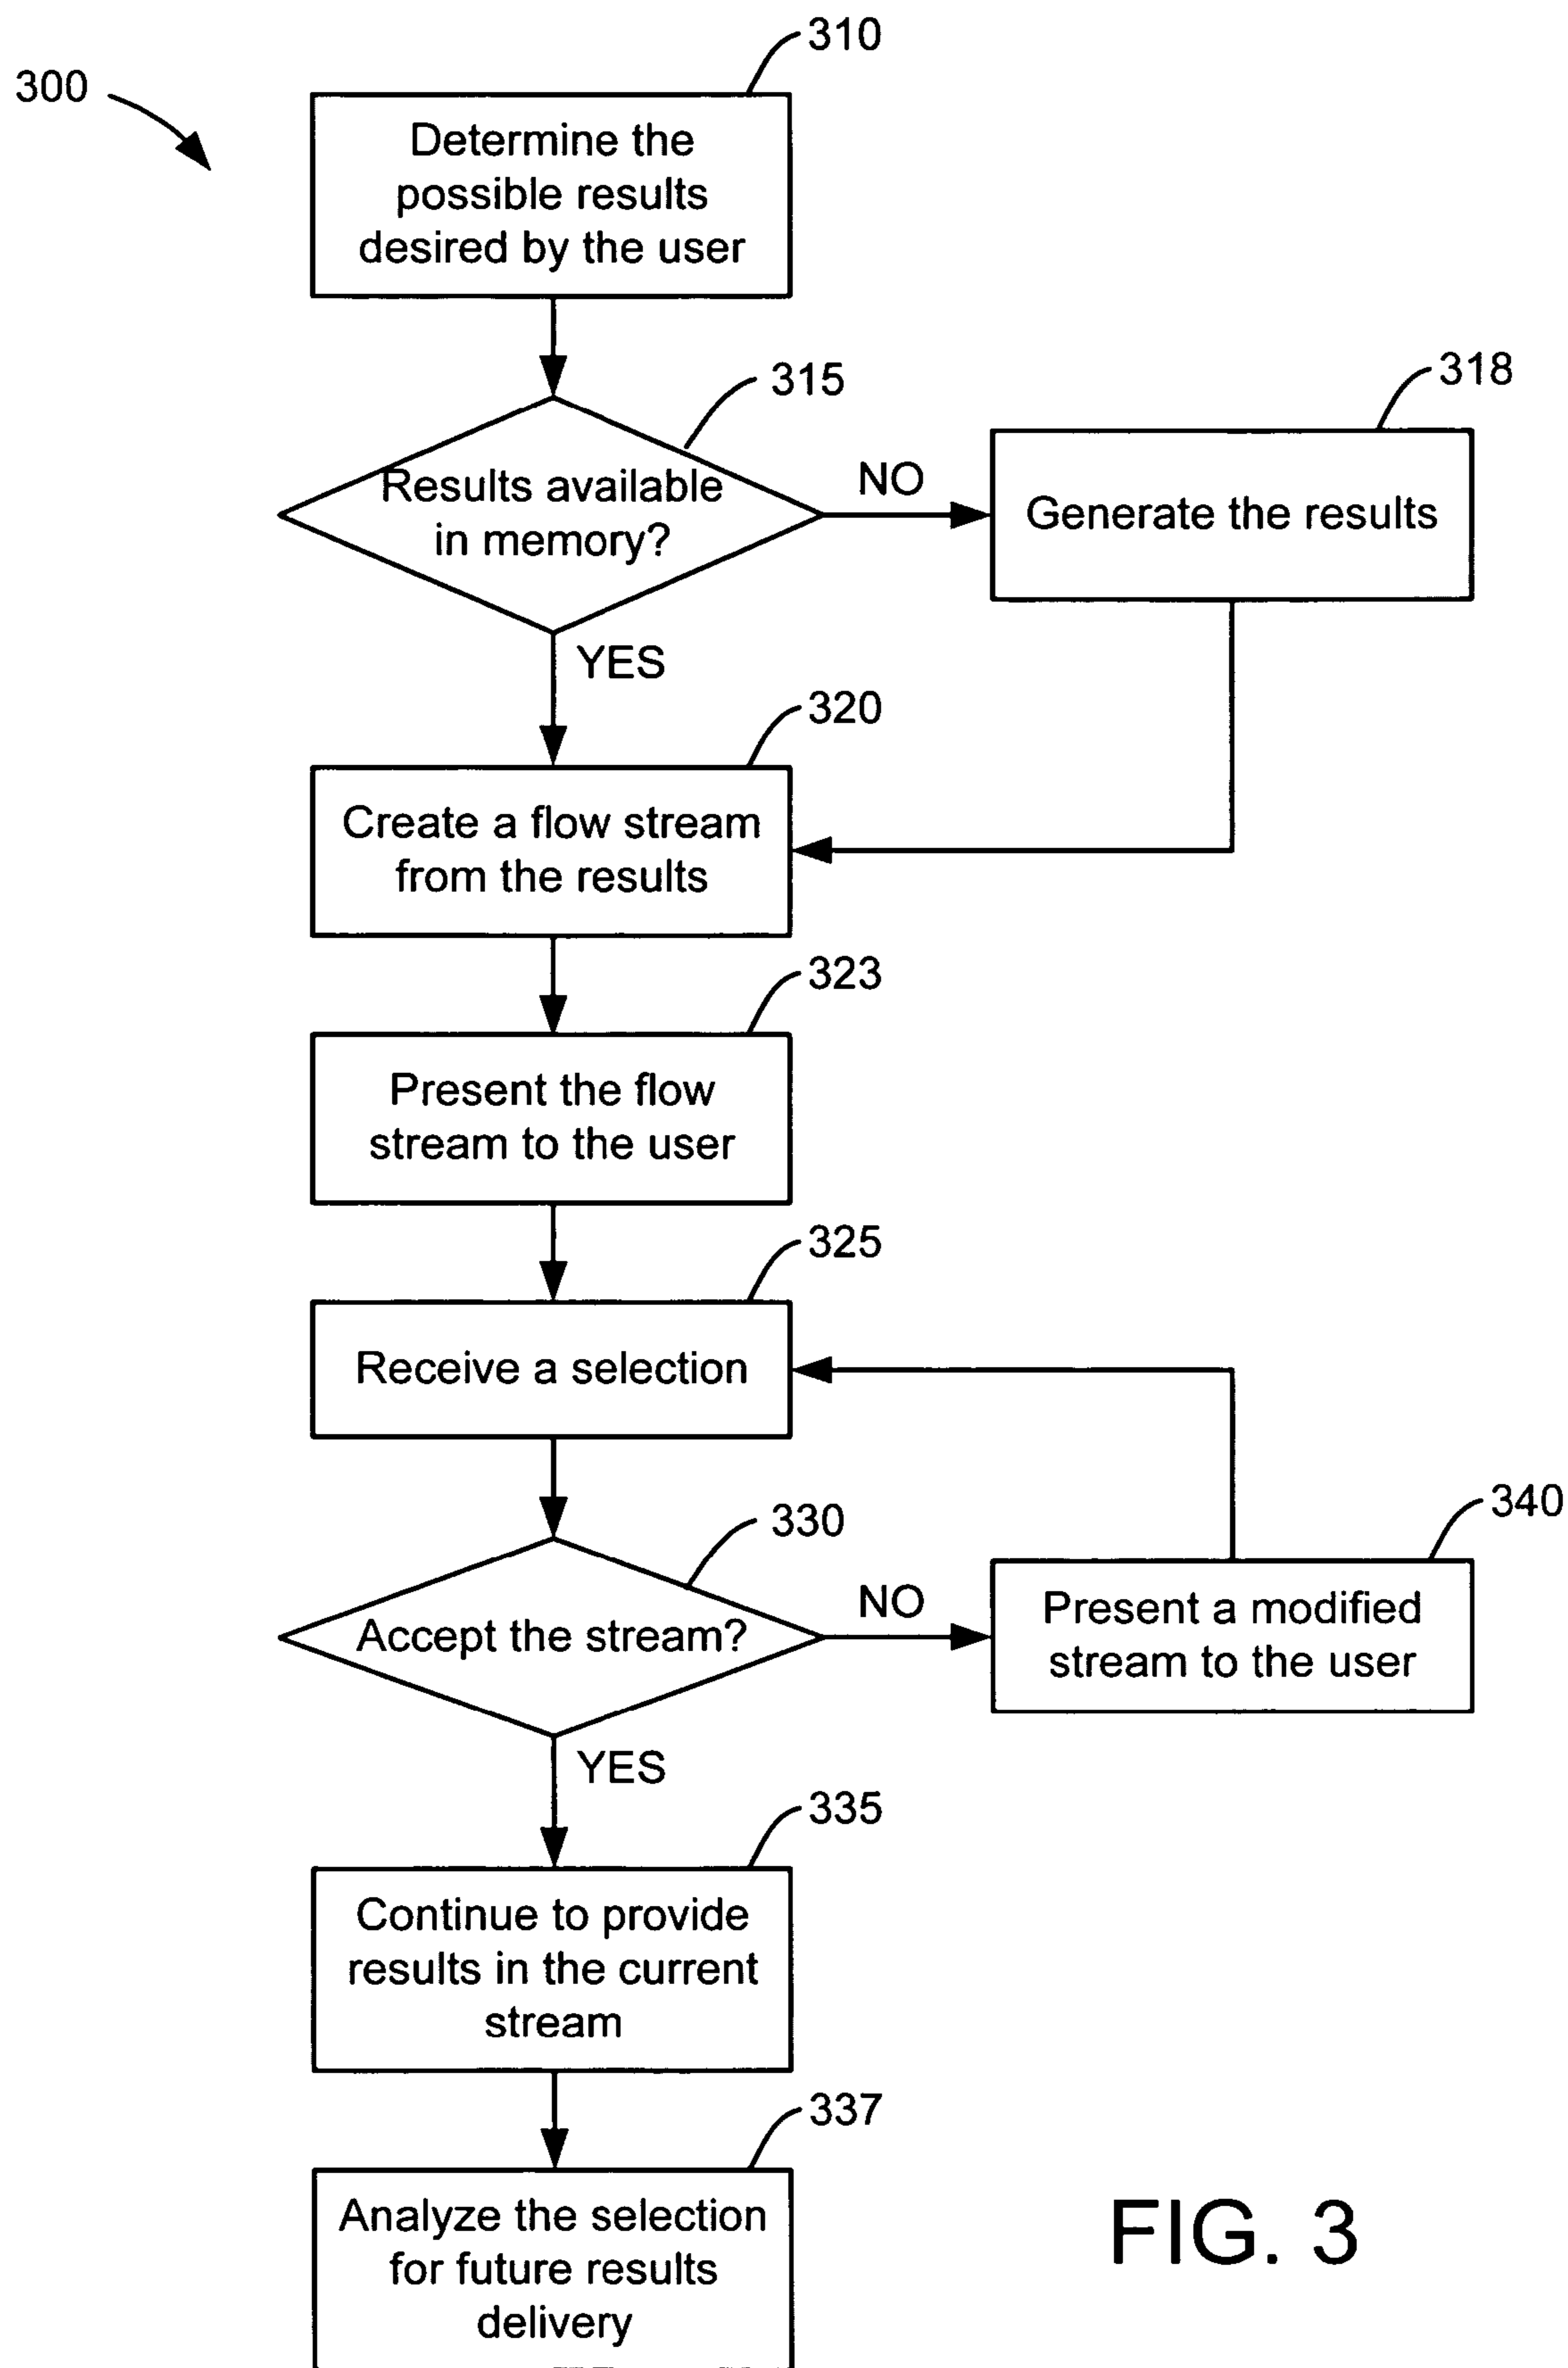 310
300
Determine the
possible results
desired by the user
315
318
Results available
in memory?
NO
Generate the results
YES
320
Create a flow stream
from the results
323
Present the flow
stream to the user
325
Receive a selection
330
340
Accept the stream?
NO
Present a modified
stream to the user
YES
335
Continue to provide
results in the current
stream
337
Analyze the selection
for future results
delivery
FIG. 3